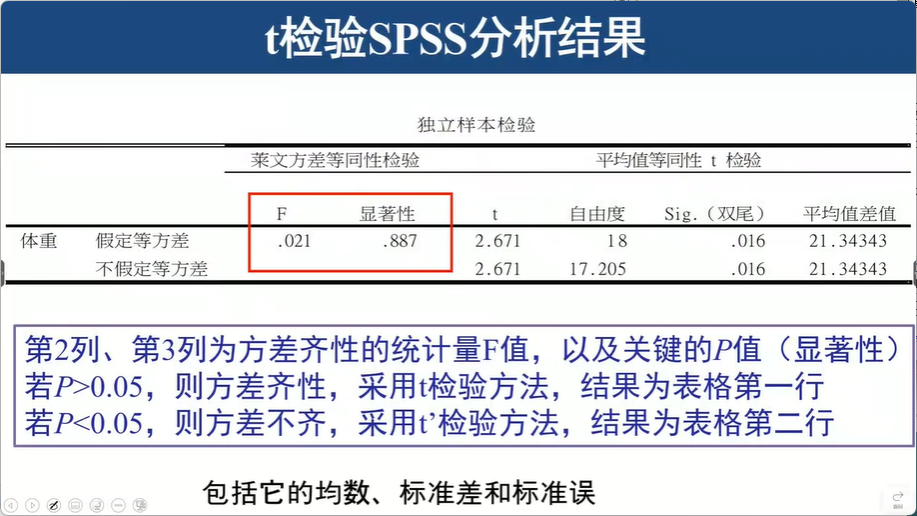 t检验SPSS分析结果
独立样本检验
莱文方差等同性检验 平均值等同性 t 检验
F 显著性 t 自由度 Sig.（双尾） 平均值差值
体重 假定等方差 .021 .887 2.671 18 .016 21.34343
不假定等方差 2.671 17.205 .016 21.34343
第2列、第3列为方差齐性的统计量F值，以及关键的P值（显著性）
若P>0.05，则方差齐性，采用t检验方法，结果为表格第一行
若P<0.05，则方差不齐，采用t’检验方法，结果为表格第二行
包括它的均数、标准差和标准误